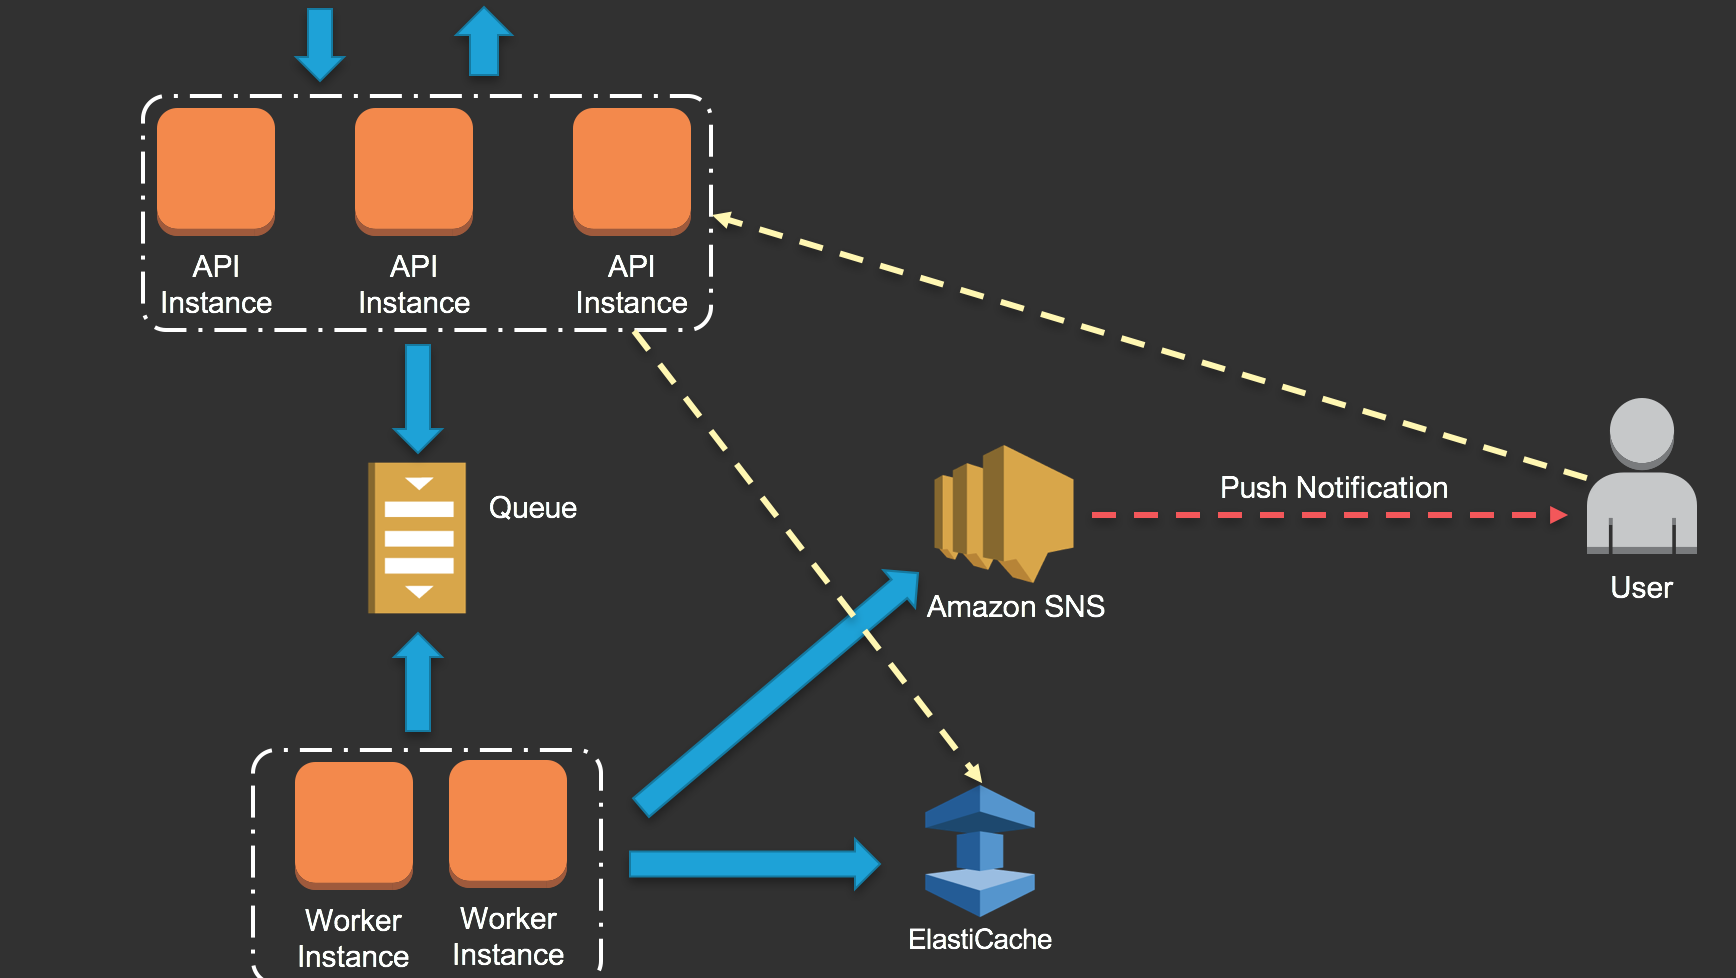 API
Instance
API
Instance
API
Instance
Queue
Push Notification
User
Amazon SNS
Worker
Instance
Worker
Instance
ElastiCache